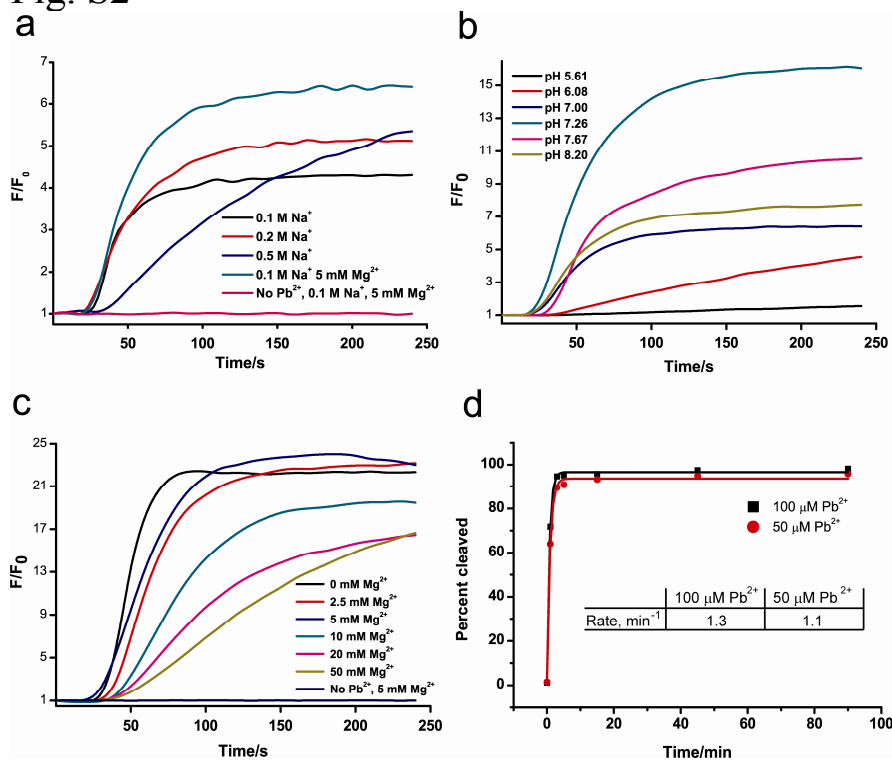 Fig. S2
a
7
6
5
4
3
2
1
F/F0
0.1 M Na+
0.2 M Na+
0.5 M Na+
0.1 M Na+ 5 mM Mg2+
No Pb2+, 0.1 M Na+, 5 mM Mg2+
50 100 150 200 250
Time/s
b
15
13
11
9
7
5
3
1
F/F0
pH 5.61
pH 6.08
pH 7.00
pH 7.26
pH 7.67
pH 8.20
50 100 150 200 250
Time/s
c
25
21
17
13
9
5
1
F/F0
0 mM Mg2+
2.5 mM Mg2+
5 mM Mg2+
10 mM Mg2+
20 mM Mg2+
50 mM Mg2+
No Pb2+, 5 mM Mg2+
50 100 150 200 250
Time/s
d
100
80
60
40
20
0
Percent cleaved
100 μM Pb2+
50 μM Pb2+
100 μM Pb2+ 50 μM Pb 2+
Rate, min-1 1.3 1.1
0 20 40 60 80 100
Time/min